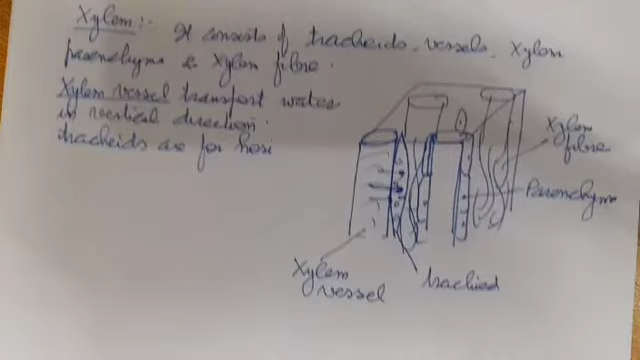 Xylem :- It consists of tracheids, vessels, Xylem
parenchyma & Xylem fibre.
Xylem vessel transport water
in vertical direction.
tracheids are for hori
Xylem
fibre
Parenchyma
Xylem
vessel
tracheid